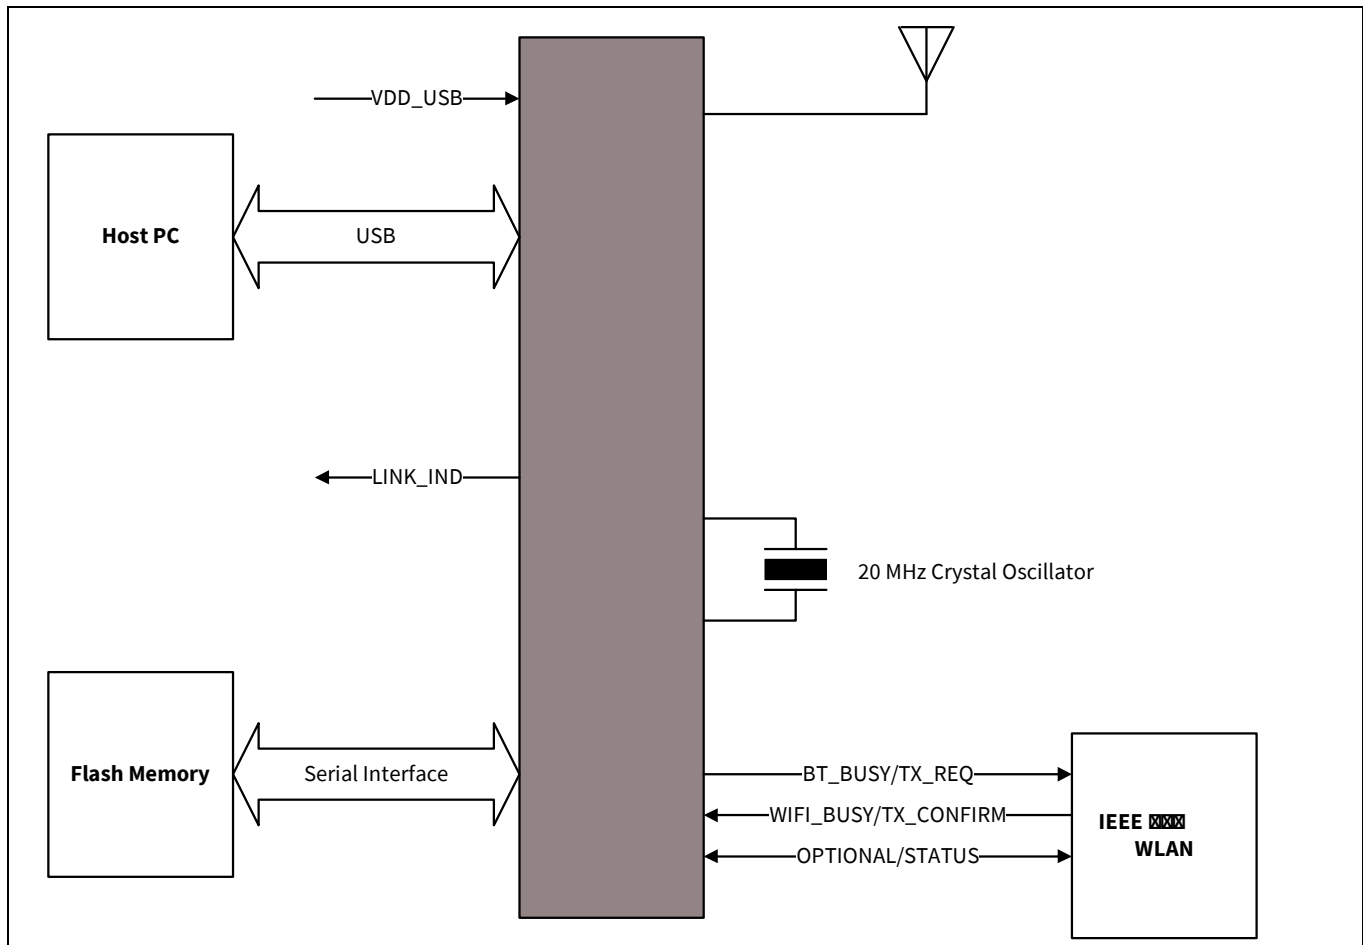 VDD_USB
Host PC
USB
LINK_IND
20 MHz Crystal Oscillator
Flash Memory
Serial Interface
BT_BUSY/TX_REQ
WIFI_BUSY/TX_CONFIRM
OPTIONAL/STATUS
IEEE
WLAN